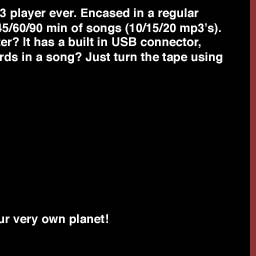 3 player ever. Encased in a regular
45/60/90 min of songs (10/15/20 mp3's).
er? It has a built in USB connector,
rds in a song? Just turn the tape using
ur very own planet!